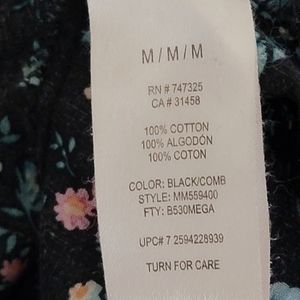 M / M / M
RN # 747325
CA # 31458
100% COTTON
100% ALGODÓN
100% COTON
COLOR: BLACK/COMB
STYLE: MM559400
FTY: B530MEGA
UPC# 7 2594228939
TURN FOR CARE